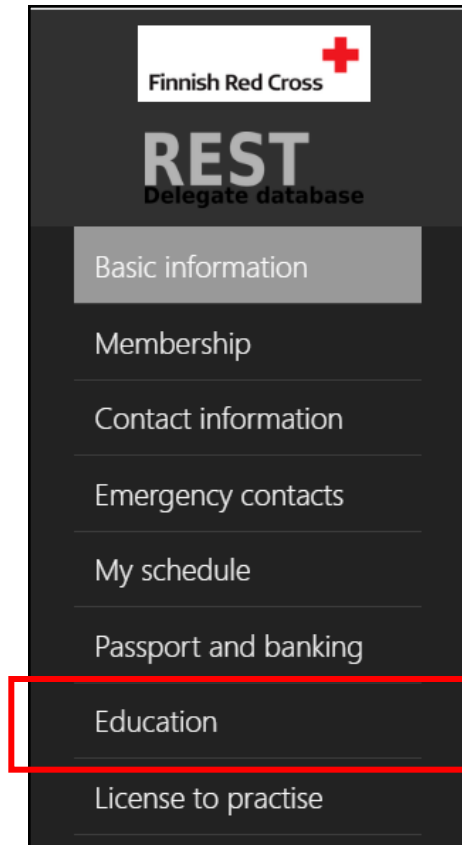 Finnish Red Cross
REST
Delegate database
Basic information
Membership
Contact information
Emergency contacts
My schedule
Passport and banking
Education
License to practise